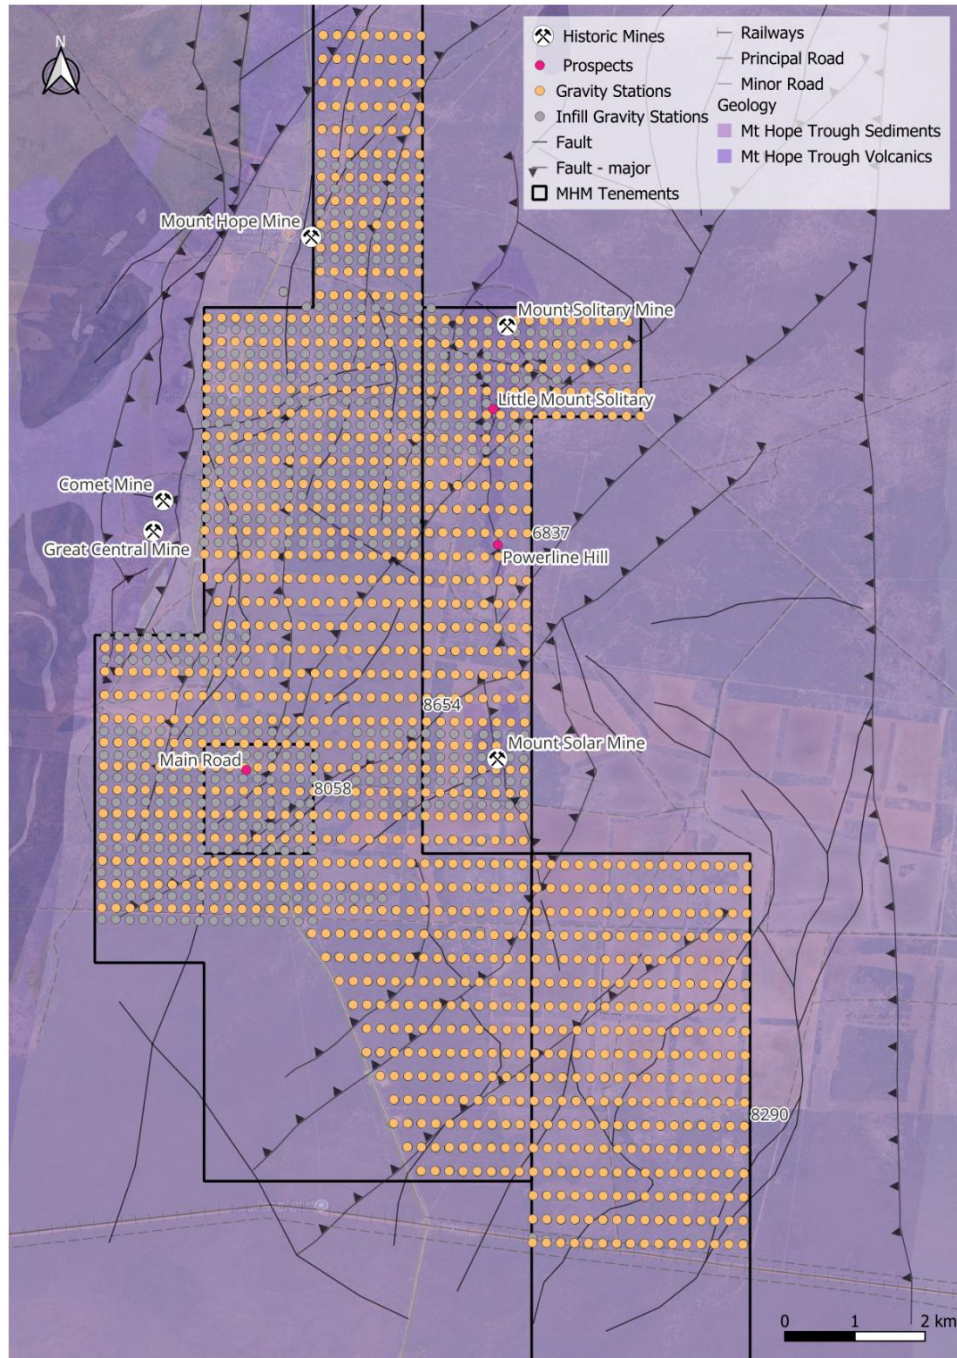 N
Historic Mines
Prospects
Gravity Stations
Infill Gravity Stations
Fault
Fault - major
MHM Tenements
Railways
Principal Road
Minor Road
Geology
Mt Hope Trough Sediments
Mt Hope Trough Volcanics
Mount Hope Mine
Mount Solitary Mine
Little Mount Solitary
Comet Mine
Great Central Mine
6837
Powerline Hill
8654
Mount Solar Mine
Main Road
8058
8290
0 1 2 km